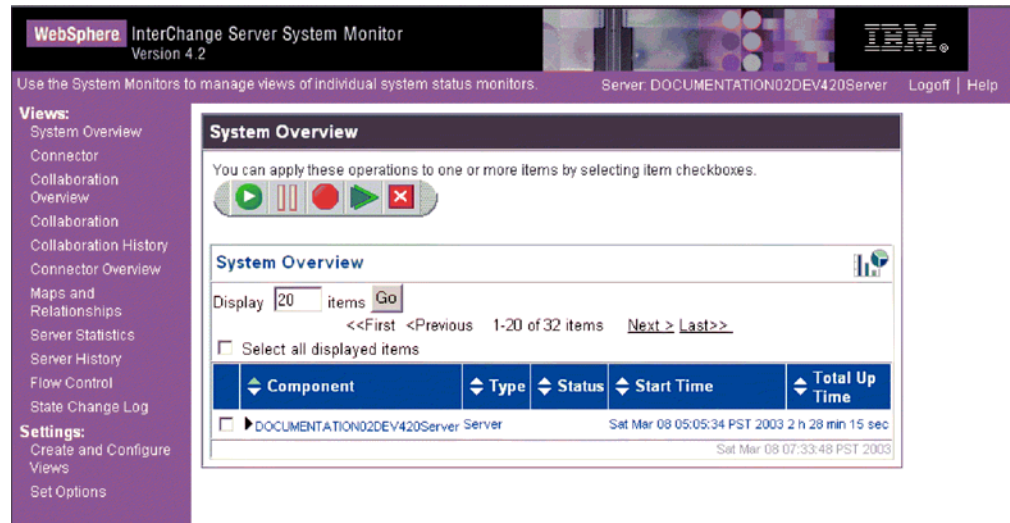 WebSphere InterChange Server System Monitor
Version 4.2
IBM®
Use the System Monitors to manage views of individual system status monitors. Server: DOCUMENTATION02DEV420Server Logoff | Help
Views:
System Overview
Connector
Collaboration
Overview
Collaboration
Collaboration History
Connector Overview
Maps and
Relationships
Server Statistics
Server History
Flow Control
State Change Log
Settings:
Create and Configure
Views
Set Options
System Overview
You can apply these operations to one or more items by selecting item checkboxes.
System Overview
Display 20 items Go
<<First <Previous 1-20 of 32 items Next > Last>>
Select all displayed items
Component Type Status Start Time Total Up
Time
DOCUMENTATION02DEV420Server Server Sat Mar 08 05:05:34 PST 2003 2 h 28 min 15 sec
Sat Mar 08 07:33:48 PST 2003